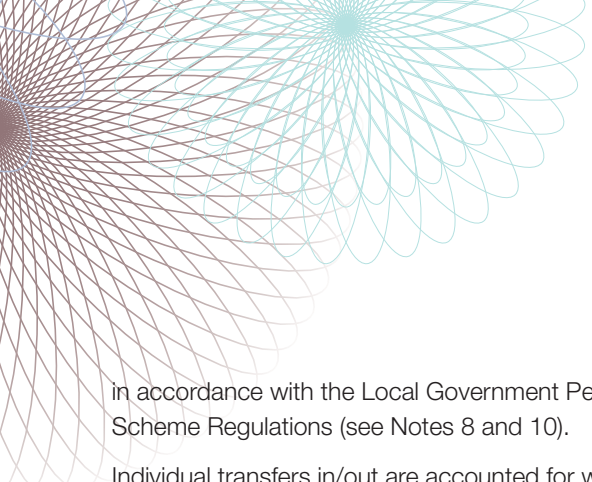 in accordance with the Local Government Pe
Scheme Regulations (see Notes 8 and 10).
Individual transfers in/out are accounted for w